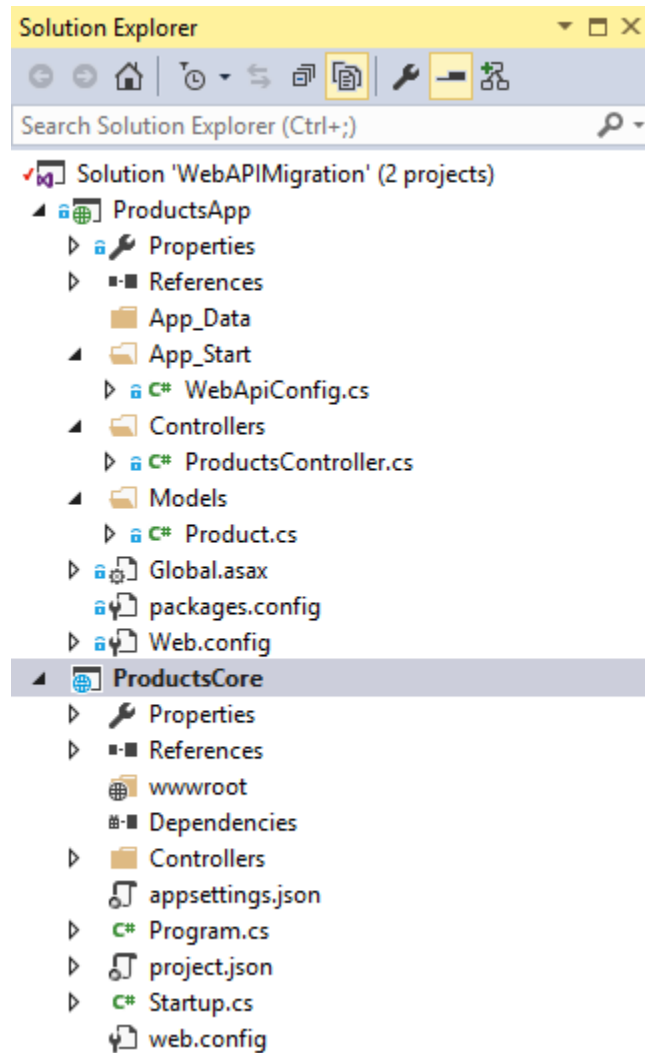 Solution Explorer
Search Solution Explorer (Ctrl+;)
Solution 'WebAPIMigration' (2 projects)
ProductsApp
Properties
References
App_Data
App_Start
C# WebApiConfig.cs
Controllers
C# ProductsController.cs
Models
C# Product.cs
Global.asax
packages.config
Web.config
ProductsCore
Properties
References
wwwroot
Dependencies
Controllers
appsettings.json
C# Program.cs
project.json
C# Startup.cs
web.config